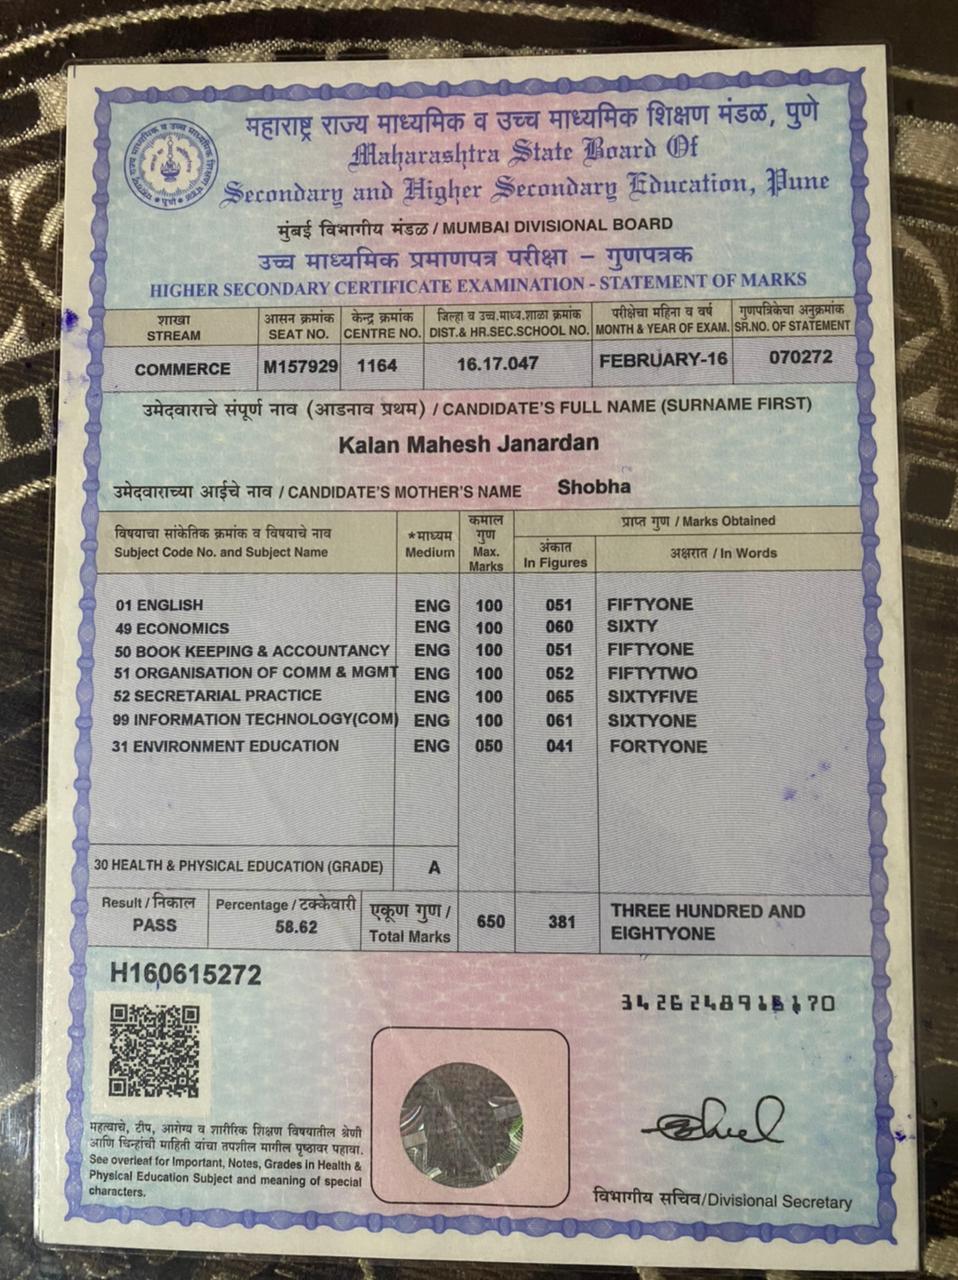 महाराष्ट्र राज्य माध्यमिक व उच्च माध्यमिक शिक्षण मंडळ, पुणे
Maharashtra State Board Of
Secondary and Higher Secondary Education, Pune
मुंबई विभागीय मंडळ / MUMBAI DIVISIONAL BOARD
उच्च माध्यमिक प्रमाणपत्र परीक्षा – गुणपत्रक
HIGHER SECONDARY CERTIFICATE EXAMINATION - STATEMENT OF MARKS
शाखा आसन क्रमांक केन्द्र क्रमांक जिल्हा व उच्च.माध्य.शाळा क्रमांक परीक्षेचा महिना व वर्ष गुणपत्रिकेचा अनुक्रमांक
STREAM SEAT NO. CENTRE NO. DIST.& HR.SEC.SCHOOL NO. MONTH & YEAR OF EXAM. SR.NO. OF STATEMENT
COMMERCE M157929 1164 16.17.047 FEBRUARY-16 070272
उमेदवाराचे संपूर्ण नाव (आडनाव प्रथम) / CANDIDATE'S FULL NAME (SURNAME FIRST)
Kalan Mahesh Janardan
उमेदवाराच्या आईचे नाव / CANDIDATE'S MOTHER'S NAME Shobha
विषयाचा सांकेतिक क्रमांक व विषयाचे नाव
Subject Code No. and Subject Name
*माध्यम
Medium
कमाल
गुण
Max.
Marks
प्राप्त गुण / Marks Obtained
अंकात
In Figures
अक्षरात / In Words
01 ENGLISH ENG 100 051 FIFTYONE
49 ECONOMICS ENG 100 060 SIXTY
50 BOOK KEEPING & ACCOUNTANCY ENG 100 051 FIFTYONE
51 ORGANISATION OF COMM & MGMT ENG 100 052 FIFTYTWO
52 SECRETARIAL PRACTICE ENG 100 065 SIXTYFIVE
99 INFORMATION TECHNOLOGY(COM) ENG 100 061 SIXTYONE
31 ENVIRONMENT EDUCATION ENG 050 041 FORTYONE
30 HEALTH & PHYSICAL EDUCATION (GRADE) A
Result / निकाल
PASS
Percentage / टक्केवारी
58.62
एकूण गुण /
Total Marks
650 381
THREE HUNDRED AND
EIGHTYONE
H160615272
महत्वाचे, टीप, आरोग्य व शारीरिक शिक्षण विषयातील श्रेणी
आणि चिन्हांची माहिती यांचा तपशील मागील पृष्ठावर पहावा.
See overleaf for Important, Notes, Grades in Health &
Physical Education Subject and meaning of special
characters.
विभागीय सचिव/Divisional Secretary